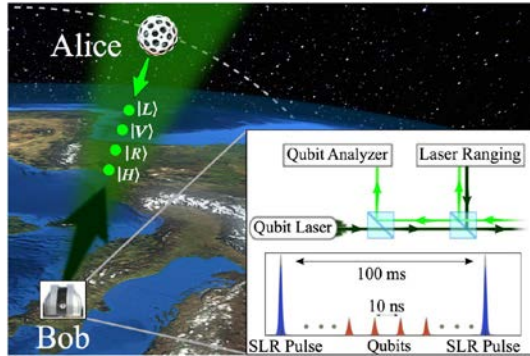 Alice
|L⟩
|V⟩
|R⟩
|H⟩
Bob
Qubit Analyzer
Laser Ranging
Qubit Laser
100 ms
10 ns
SLR Pulse
Qubits
SLR Pulse